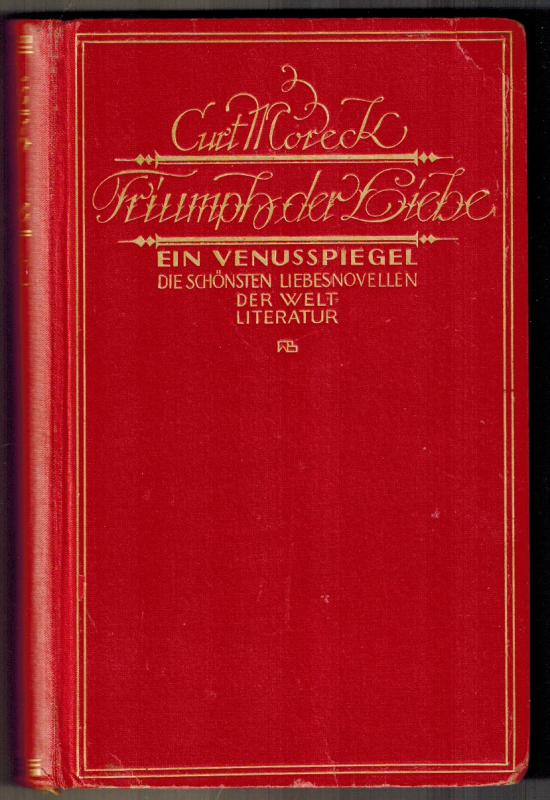 Curt Moreck
Triumph der Liebe
EIN VENUSSPIEGEL
DIE SCHÖNSTEN LIEBESNOVELLEN
DER WELT-
LITERATUR